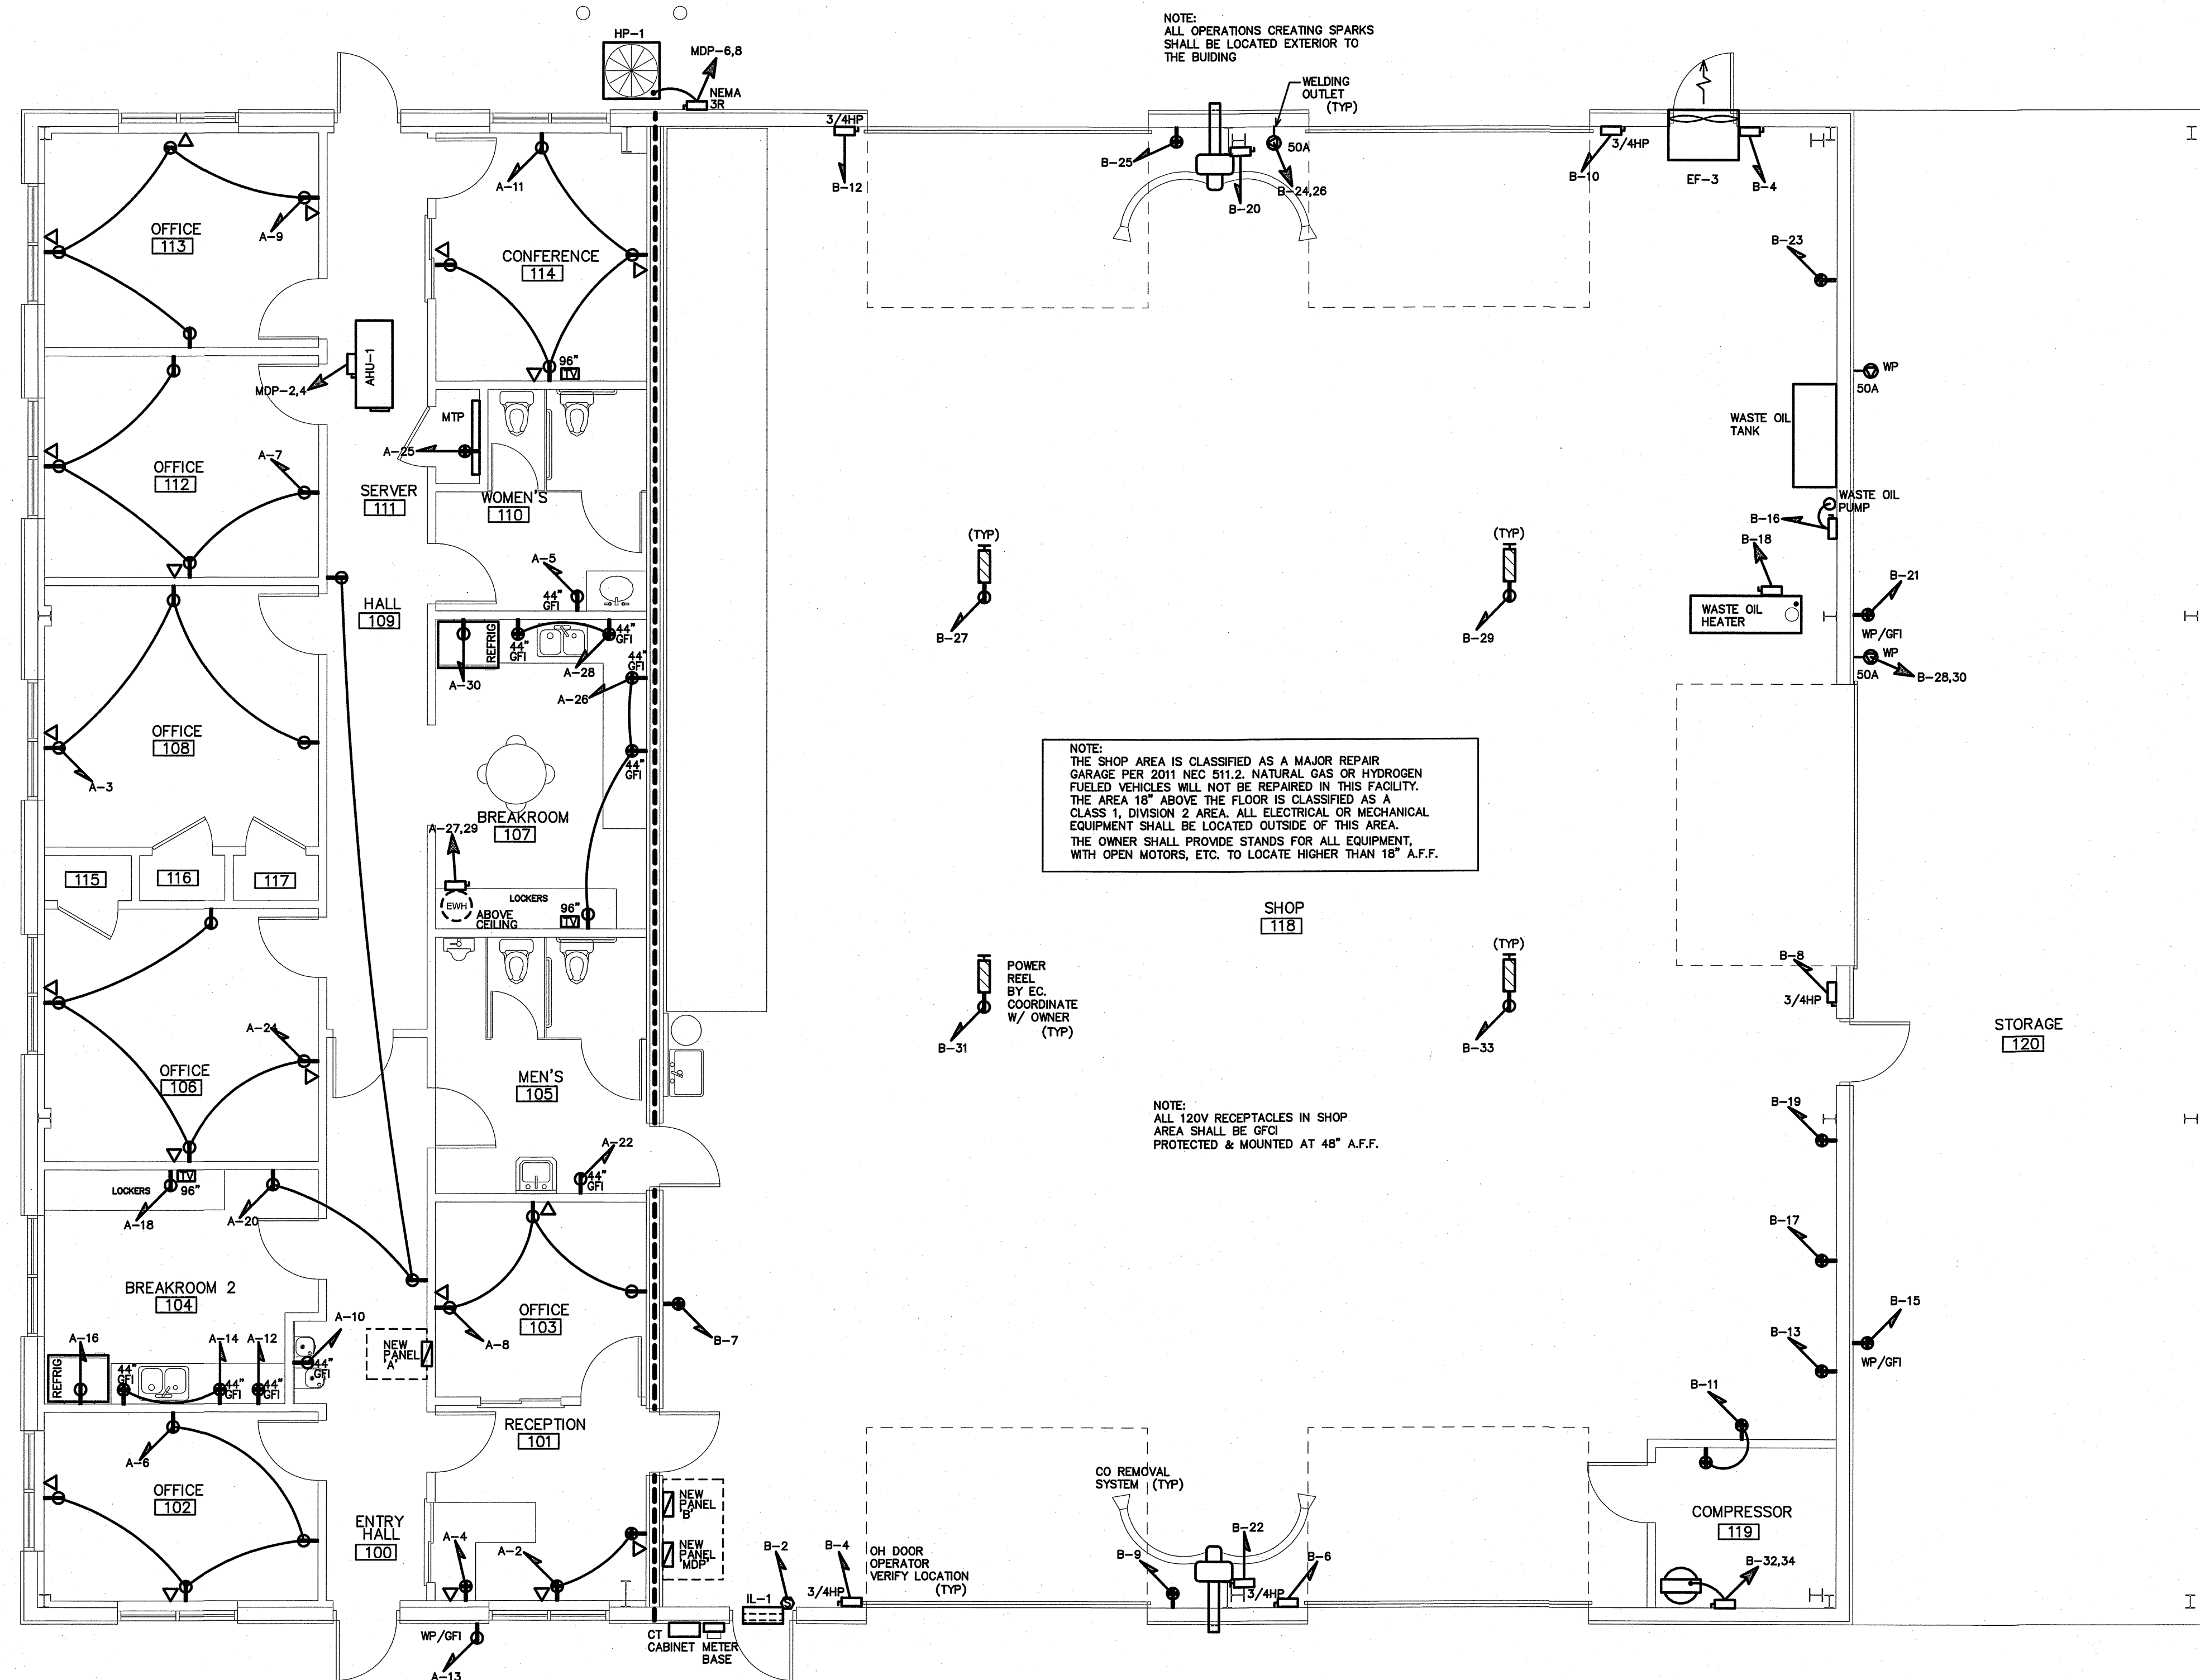 NOTE:
ALL OPERATIONS CREATING SPARKS
SHALL BE LOCATED EXTERIOR TO
THE BUIDING
HP-1
MDP-6,8
NEMA
3R
WELDING
OUTLET
(TYP)
3/4HP
B-12
B-25
50A
B-24,26
B-20
B-10
3/4HP
EF-3
B-4
A-9
OFFICE
113
A-11
CONFERENCE
114
96"
TV
B-23
WP
50A
MDP-2,4
AHU-1
MTP
A-25
WASTE OIL
TANK
OFFICE
112
A-7
SERVER
111
WOMEN'S
110
WASTE OIL
PUMP
B-16
B-18
(TYP)
B-27
(TYP)
B-29
A-5
44"
GFI
HALL
109
REFRIG
44"
GFI
44"
GFI
A-28
A-30
44"
GFI
A-26
WASTE OIL
HEATER
B-21
WP/GFI
WP
50A
B-28,30
OFFICE
108
A-3
44"
GFI
BREAKROOM
107
A-27,29
NOTE:
THE SHOP AREA IS CLASSIFIED AS A MAJOR REPAIR
GARAGE PER 2011 NEC 511.2. NATURAL GAS OR HYDROGEN
FUELED VEHICLES WILL NOT BE REPAIRED IN THIS FACILITY.
THE AREA 18" ABOVE THE FLOOR IS CLASSIFIED AS A
CLASS 1, DIVISION 2 AREA. ALL ELECTRICAL OR MECHANICAL
EQUIPMENT SHALL BE LOCATED OUTSIDE OF THIS AREA.
THE OWNER SHALL PROVIDE STANDS FOR ALL EQUIPMENT,
WITH OPEN MOTORS, ETC. TO LOCATE HIGHER THAN 18" A.F.F.
115
116
117
EWH
ABOVE
CEILING
LOCKERS
96"
TV
SHOP
118
POWER
REEL
BY EC.
COORDINATE
W/ OWNER
(TYP)
B-31
(TYP)
B-33
B-8
3/4HP
STORAGE
120
A-24
OFFICE
106
MEN'S
105
A-22
44"
GFI
NOTE:
ALL 120V RECEPTACLES IN SHOP
AREA SHALL BE GFCI
PROTECTED & MOUNTED AT 48" A.F.F.
B-19
TV
96"
LOCKERS
A-18
A-20
B-17
BREAKROOM 2
104
A-10
44"
GFI
OFFICE
103
A-8
B-7
B-15
WP/GFI
B-13
A-16
REFRIG
44"
GFI
A-14
44"
GFI
A-12
44"
GFI
NEW
PANEL
'A'
B-11
A-6
OFFICE
102
RECEPTION
101
ENTRY
HALL
100
A-4
A-2
NEW
PANEL
'B'
NEW
PANEL
'MDP'
CO REMOVAL
SYSTEM (TYP)
COMPRESSOR
119
B-2
B-4
3/4HP
OH DOOR
OPERATOR
VERIFY LOCATION
(TYP)
B-9
B-22
3/4HP
B-6
B-32,34
IL-1
S
WP/GFI
A-13
CT
CABINET
METER
BASE